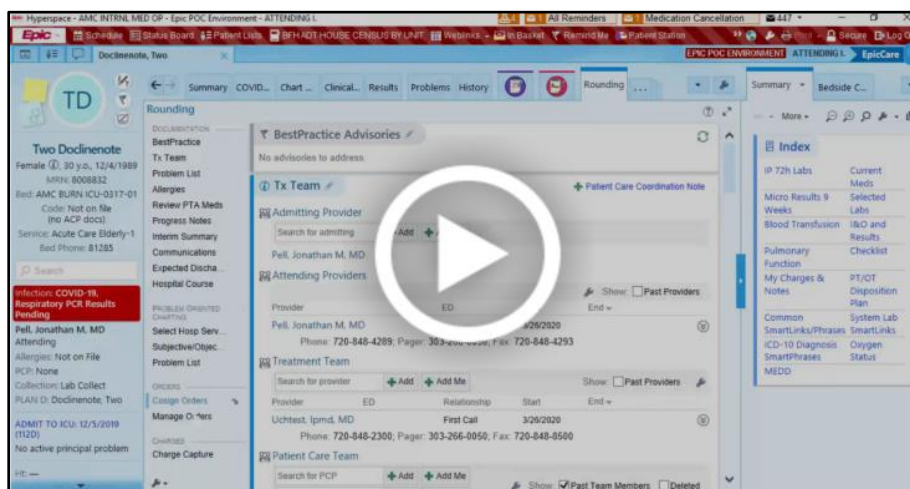 Hyperspace - AMC INTRNL MED OP - Epic POC Environment - ATTENDING I.
All Reminders
Medication Cancellation
447
Epic
Schedule
Status Board
Patient Lists
BFHADT HOUSE CENSUS BY UNIT
Weblinks
In Basket
Remind Me
Patient Station
Print
Secure
Log O
Doclinenote, Two
EPIC POC ENVIRONMENT
ATTENDING I.
EpicCare
TD
Two Doclinenote
Female, 30 y.o., 12/4/1989
MRN: 8008832
Bed: AMC BURN ICU-0317-01
Code: Not on file
(no ACP docs)
Service: Acute Care Elderly-1
Bed Phone: 81285
Search
Infection: COVID-19,
Respiratory PCR Results
Pending
Pell, Jonathan M, MD
Attending
Allergies: Not on File
PCP: None
Collection: Lab Collect
PLAN D: Doclinenote, Two
ADMIT TO ICU: 12/5/2019
(112D)
No active principal problem
Ht: —
Summary
COVID...
Chart ...
Clinical...
Results
Problems
History
Rounding
...
Rounding
DOCUMENTATION
BestPractice
Tx Team
Problem List
Allergies
Review PTA Meds
Progress Notes
Interim Summary
Communications
Expected Discha...
Hospital Course
PROBLEM ORIENTED
CHARTING
Select Hosp Serv...
Subjective/Objec...
Problem List
ORDERS
Cosign Orders
Manage Orders
CHARGES
Charge Capture
BestPractice Advisories
No advisories to address.
Tx Team
Patient Care Coordination Note
Admitting Provider
Search for admitting
Add
Pell, Jonathan M, MD
Attending Providers
Show: Past Providers
Provider
ED
End
Pell, Jonathan M, MD
3/26/2020
Phone: 720-848-4289; Pager: Fax: 720-848-4293
Treatment Team
Search for provider
Add
Add Me
Show: Past Providers
Provider
ED
Relationship
Start
End
Uchtest, Ipmd, MD
First Call
3/26/2020
Phone: 720-848-2300; Pager: 303-266-0050; Fax: 720-848-8500
Patient Care Team
Search for PCP
Add
Add Me
Show: Past Team Members
Deleted
Summary
Bedside C...
More
Index
IP 72h Labs
Current
Meds
Micro Results 9
Weeks
Selected
Labs
Blood Transfusion
I&O and
Results
Pulmonary
Function
Checklist
My Charges &
Notes
PT/OT
Disposition
Plan
Common
SmartLinks/Phrases
System Lab
SmartLinks
ICD-10 Diagnosis
SmartPhrases
Oxygen
Status
MEDD